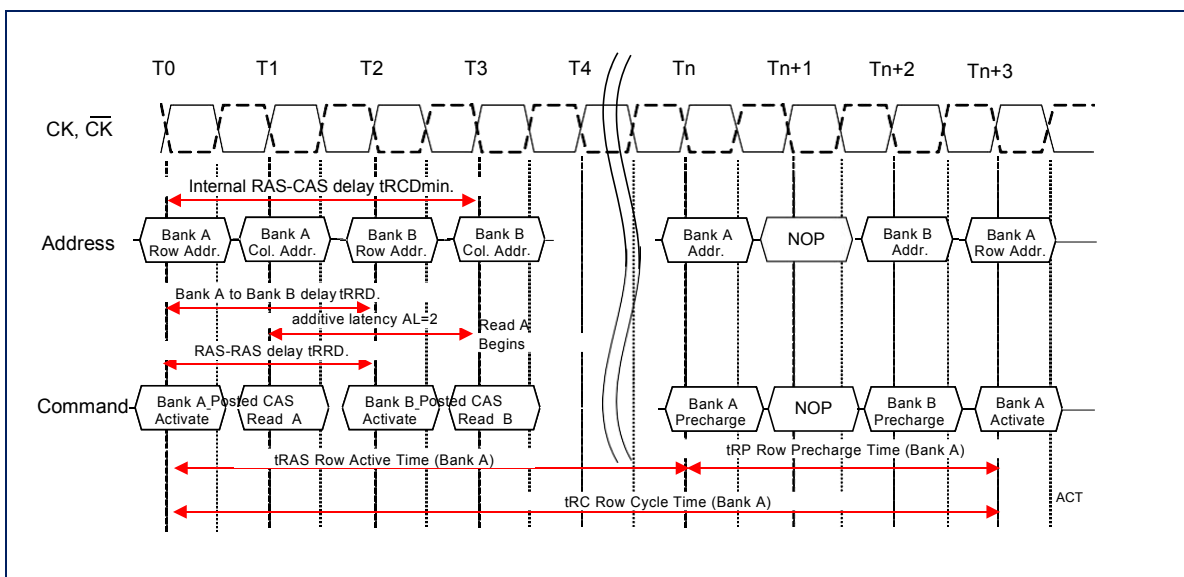 T0 T1 T2 T3 T4 Tn Tn+1 Tn+2 Tn+3
CK, C̅K̅
Internal RAS-CAS delay tRCDmin.
Address
Bank A Row Addr.
Bank A Col. Addr.
Bank B Row Addr.
Bank B Col. Addr.
Bank A Addr.
NOP
Bank B Addr.
Bank A Row Addr.
Bank A to Bank B delay tRRD.
additive latency AL=2
Read A Begins
RAS-RAS delay tRRD.
Command
Bank A Activate
Posted CAS Read A
Bank B Activate
Posted CAS Read B
Bank A Precharge
NOP
Bank B Precharge
Bank A Activate
tRAS Row Active Time (Bank A)
tRP Row Precharge Time (Bank A)
tRC Row Cycle Time (Bank A)
ACT